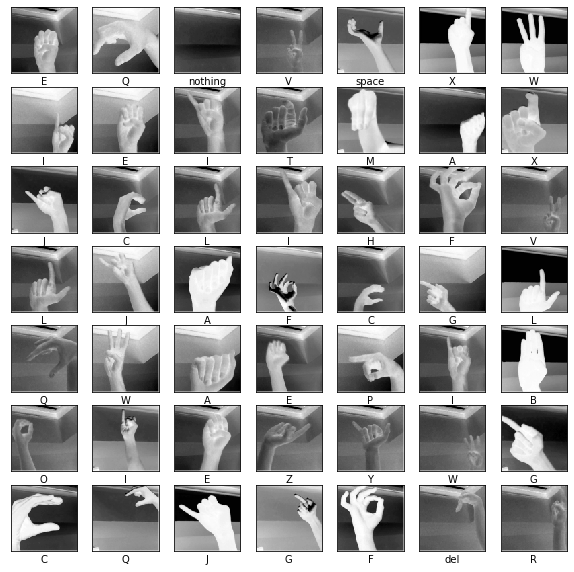 E Q nothing V space X W
I E I T M A X
I C L I H F V
L J A F C G L
Q W A E P I B
O I E Z Y W G
C Q J G F del R